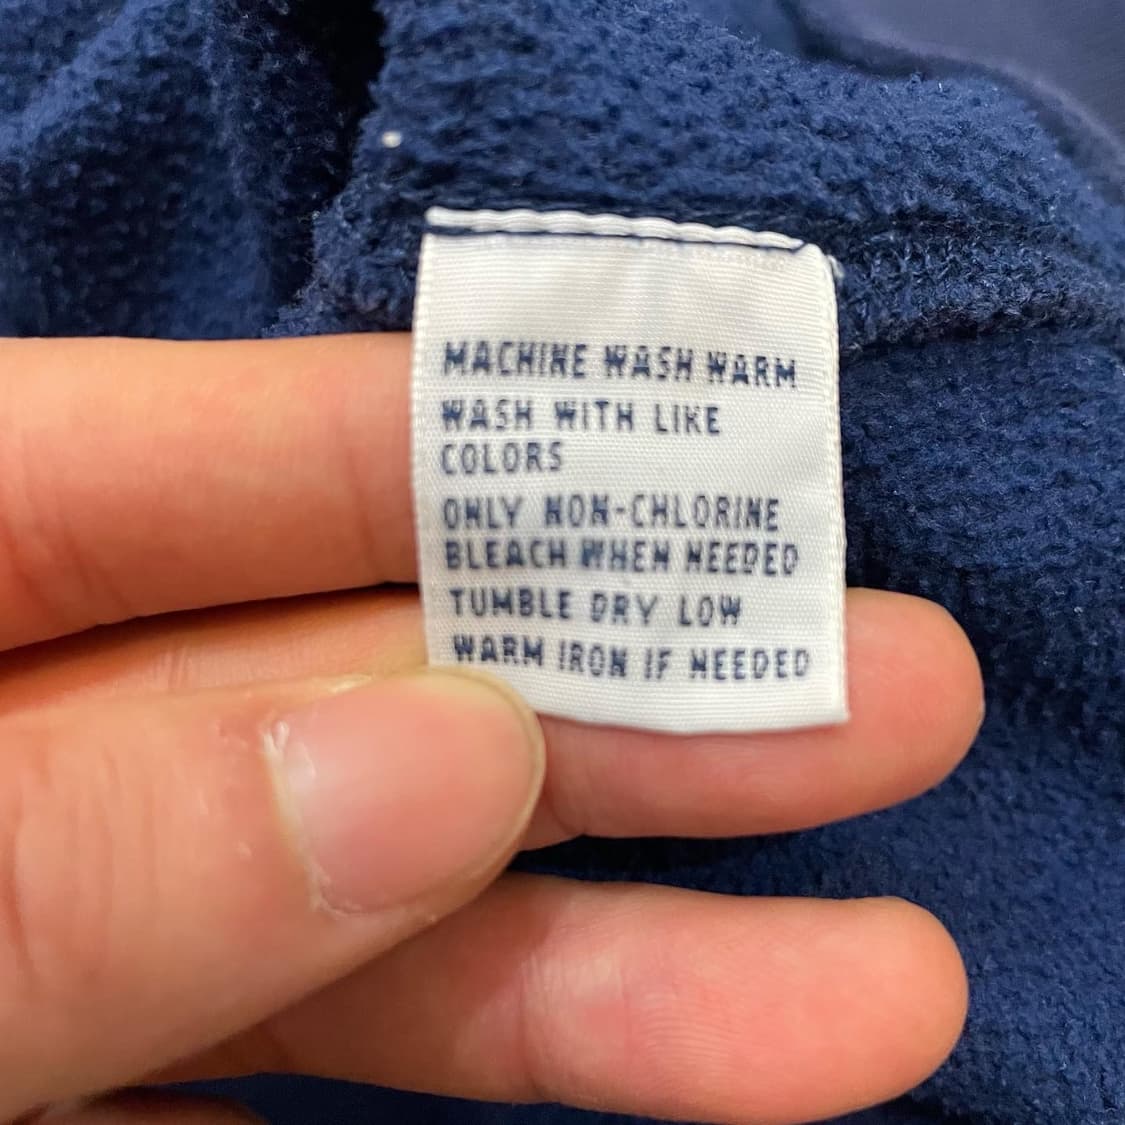 MACHINE WASH WARM
WASH WITH LIKE
COLORS
ONLY NON-CHLORINE
BLEACH WHEN NEEDED
TUMBLE DRY LOW
WARM IRON IF NEEDED